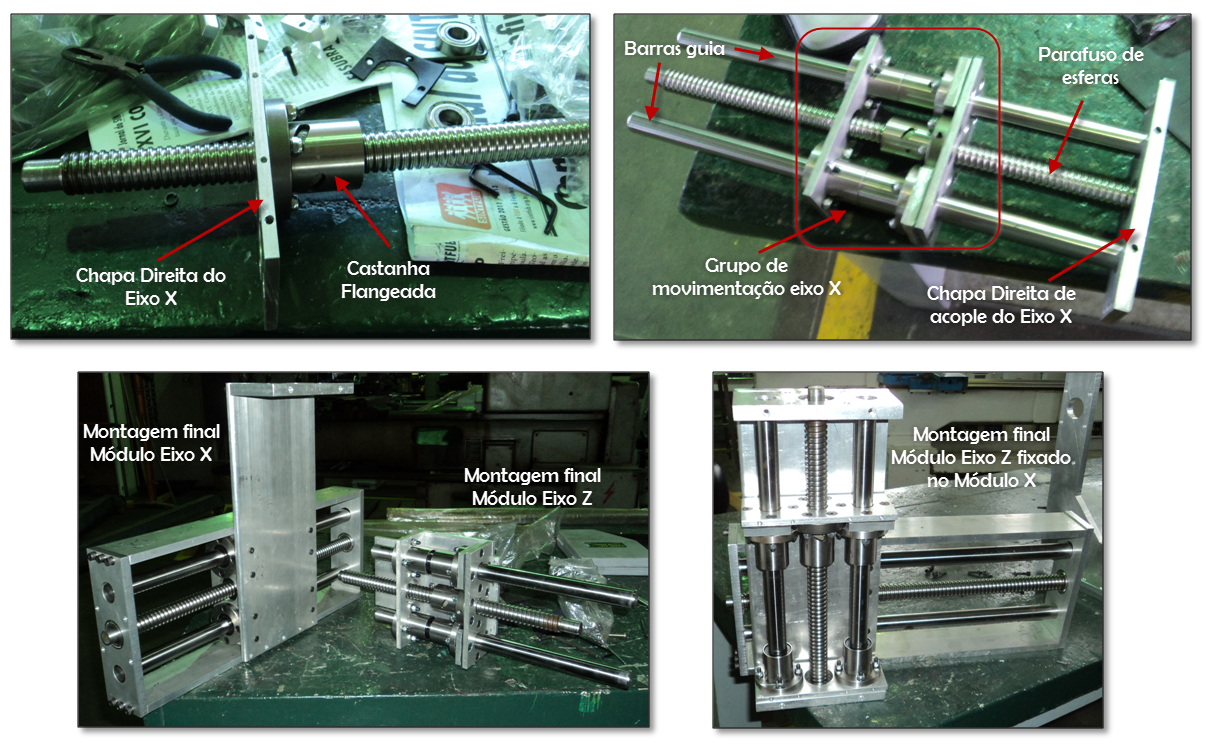 Chapa Direita do
Eixo X
Castanha
Flangeada
Barras guia
Parafuso de
esferas
Grupo de
movimentação eixo X
Chapa Direita de
acople do Eixo X
Montagem final
Módulo Eixo X
Montagem final
Módulo Eixo Z
Montagem final
Módulo Eixo Z fixado
no Módulo X